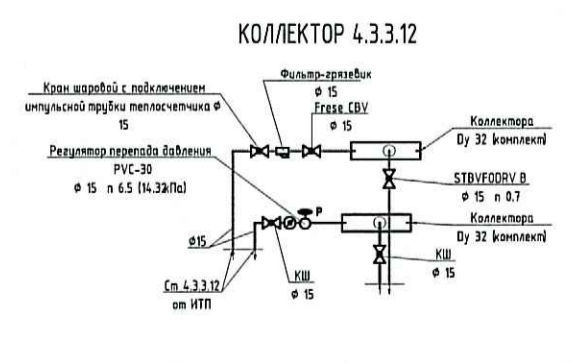 КОЛЛЕКТОР 4.3.3.12
Фильтр-грязевик
Ф 15
Кран шаровой с подключением
импульсной трубки теплосчетчика Ф
15
Frese CBV
Ф 15
Коллектора
Dy 32 (комплект)
Регулятор перепада давления
PVC-30
Ф 15 n 6.5 (14.32кПа)
STBVFODRV B
Ф 15 n 0.7
P
Коллектора
Dy 32 (комплект)
Ф15
КШ
Ф 15
КШ
Ф 15
Ст 4.3.3.12
от ИТП